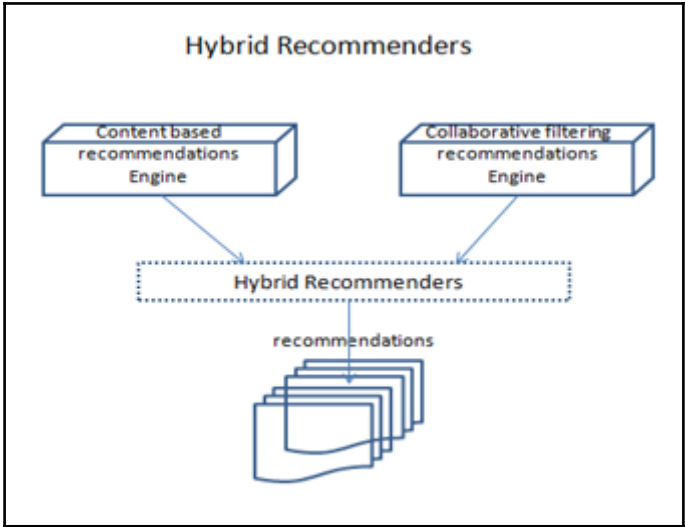 Hybrid Recommenders
Content based
recommendations
Engine
Collaborative filtering
recommendations
Engine
Hybrid Recommenders
recommendations